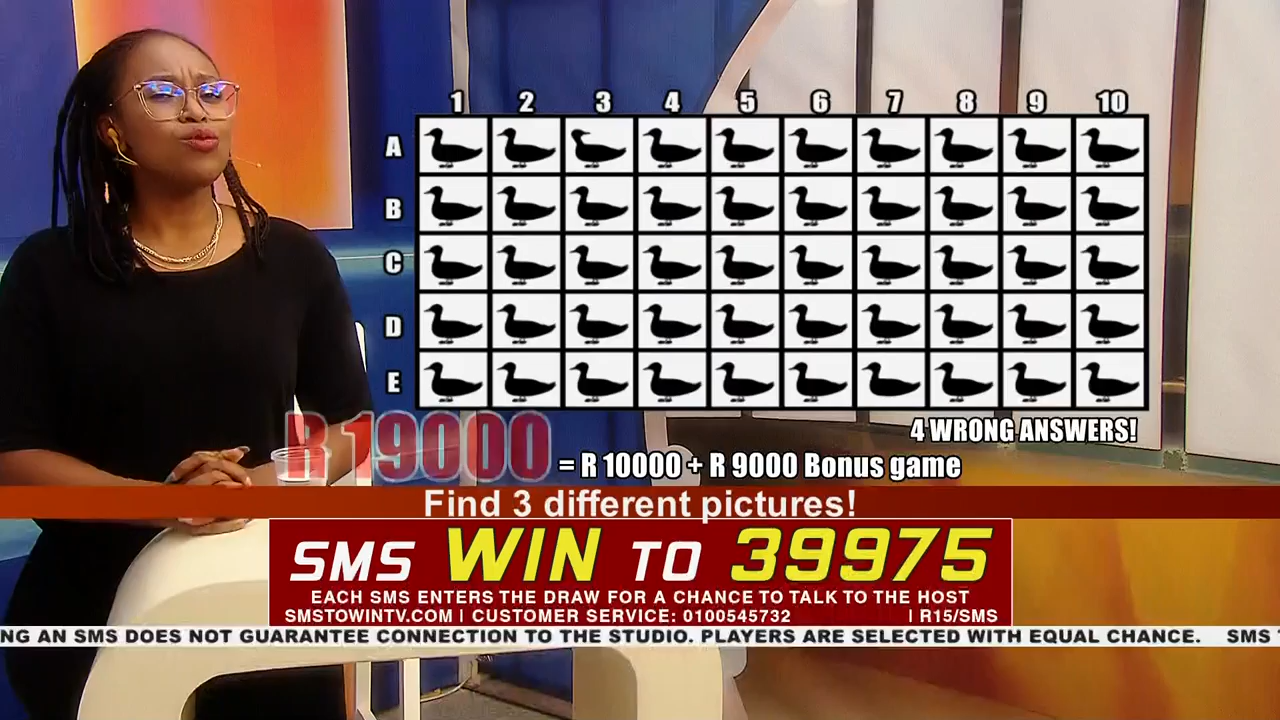 1 2 3 4 5 6 7 8 9 10
A
B
C
D
E
4 WRONG ANSWERS!
R 19000 = R 10000 + R 9000 Bonus game
Find 3 different pictures!
SMS WIN TO 39975
EACH SMS ENTERS THE DRAW FOR A CHANCE TO TALK TO THE HOST
SMSTOWINTV.COM | CUSTOMER SERVICE: 0100545732 | R15/SMS
NG AN SMS DOES NOT GUARANTEE CONNECTION TO THE STUDIO. PLAYERS ARE SELECTED WITH EQUAL CHANCE. SMS